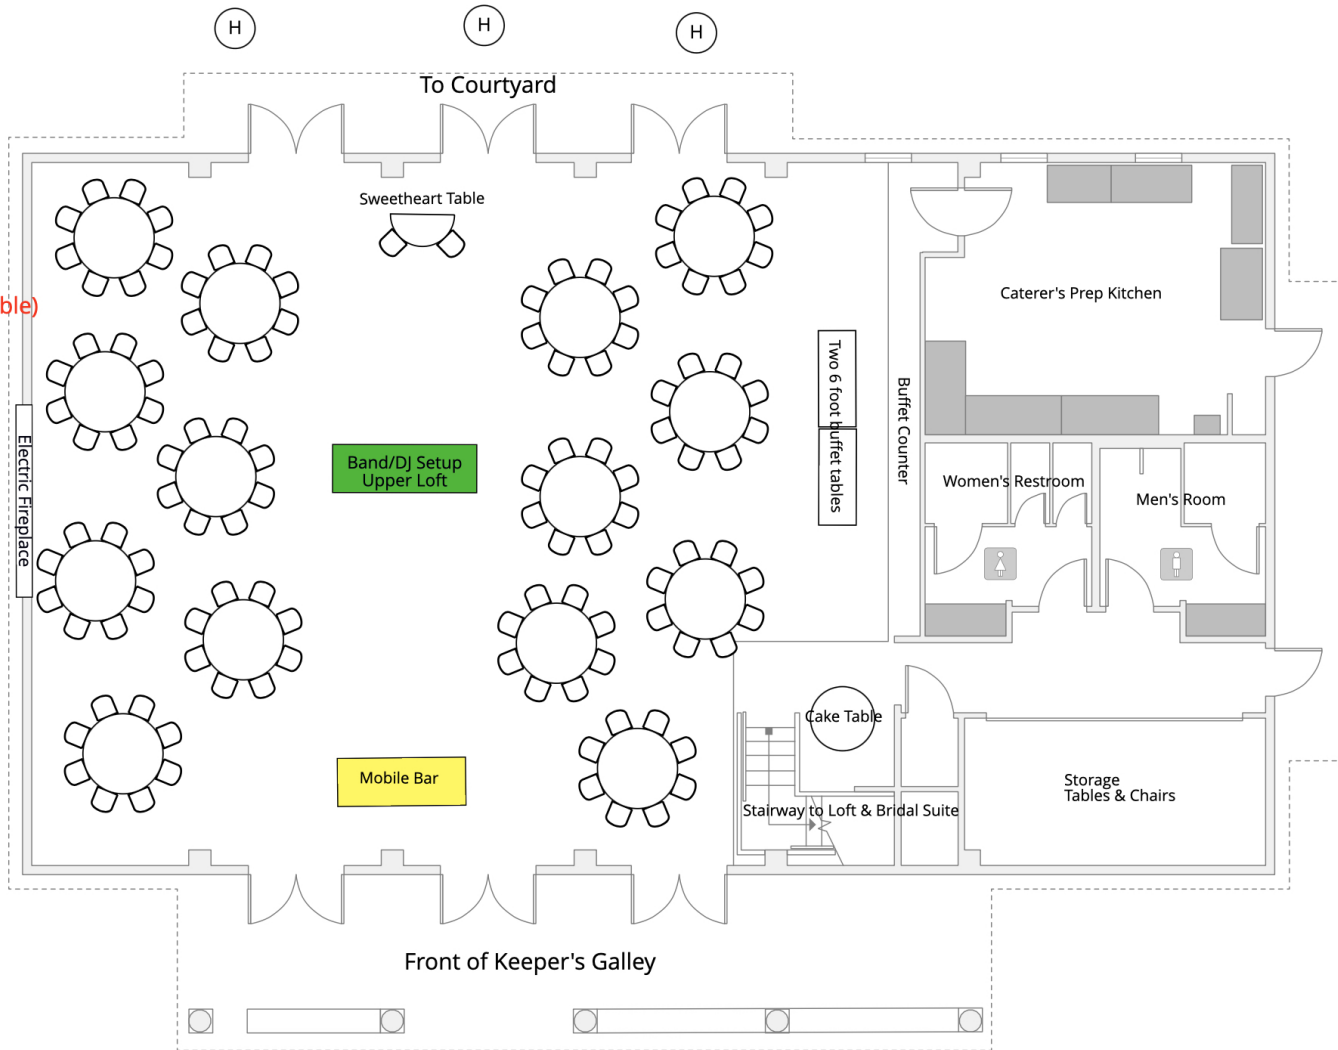 H
H
H
To Courtyard
Sweetheart Table
ble)
Caterer's Prep Kitchen
Two 6 foot buffet tables
Buffet Counter
Electric Fireplace
Band/DJ Setup
Upper Loft
Women's Restroom
Men's Room
Cake Table
Mobile Bar
Storage
Tables & Chairs
Stairway to Loft & Bridal Suite
Front of Keeper's Galley